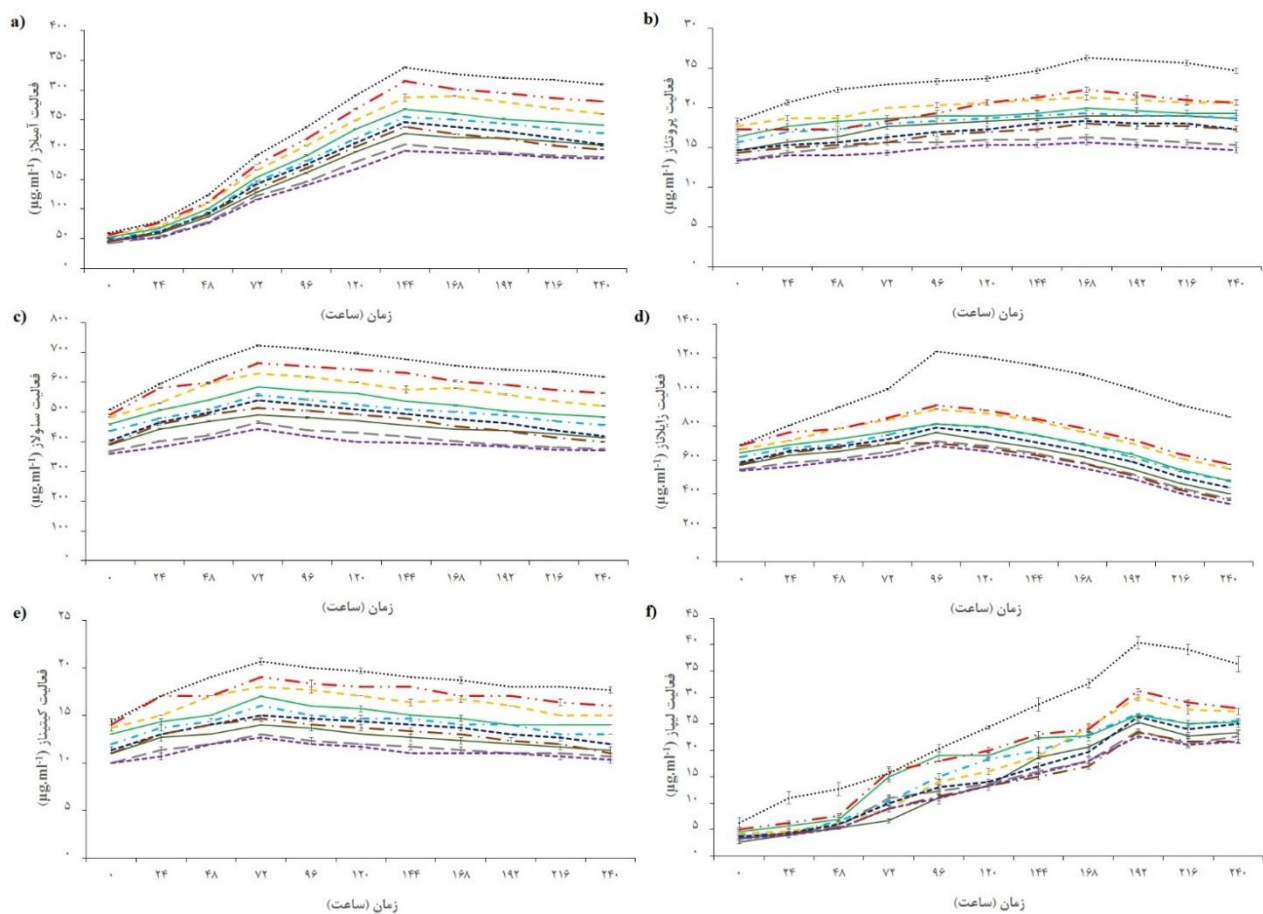 a)
۴۰۰
۳۵۰
۳۰۰
۲۵۰
۲۰۰
۱۵۰
۱۰۰
۵۰
۰
فعالیت آمیلاز
(µg.ml-1)
۰ ۲۴ ۴۸ ۷۲ ۹۶ ۱۲۰ ۱۴۴ ۱۶۸ ۱۹۲ ۲۱۶ ۲۴۰
زمان (ساعت)
b)
۳۰
۲۵
۲۰
۱۵
۱۰
۵
۰
فعالیت پروتئاز
(µg.ml-1)
۰ ۲۴ ۴۸ ۷۲ ۹۶ ۱۲۰ ۱۴۴ ۱۶۸ ۱۹۲ ۲۱۶ ۲۴۰
زمان (ساعت)
c)
۸۰۰
۷۰۰
۶۰۰
۵۰۰
۴۰۰
۳۰۰
۲۰۰
۱۰۰
۰
فعالیت سلولاز
(µg.ml-1)
۰ ۲۴ ۴۸ ۷۲ ۹۶ ۱۲۰ ۱۴۴ ۱۶۸ ۱۹۲ ۲۱۶ ۲۴۰
زمان (ساعت)
d)
۱۴۰۰
۱۲۰۰
۱۰۰۰
۸۰۰
۶۰۰
۴۰۰
۲۰۰
۰
فعالیت زایلاناز
(µg.ml-1)
۰ ۲۴ ۴۸ ۷۲ ۹۶ ۱۲۰ ۱۴۴ ۱۶۸ ۱۹۲ ۲۱۶ ۲۴۰
زمان (ساعت)
e)
۲۵
۲۰
۱۵
۱۰
۵
۰
فعالیت کیتیناز
(µg.ml-1)
۰ ۲۴ ۴۸ ۷۲ ۹۶ ۱۲۰ ۱۴۴ ۱۶۸ ۱۹۲ ۲۱۶ ۲۴۰
زمان (ساعت)
f)
۴۵
۴۰
۳۵
۳۰
۲۵
۲۰
۱۵
۱۰
۵
۰
فعالیت لیپاز
(µg.ml-1)
۰ ۲۴ ۴۸ ۷۲ ۹۶ ۱۲۰ ۱۴۴ ۱۶۸ ۱۹۲ ۲۱۶ ۲۴۰
زمان (ساعت)